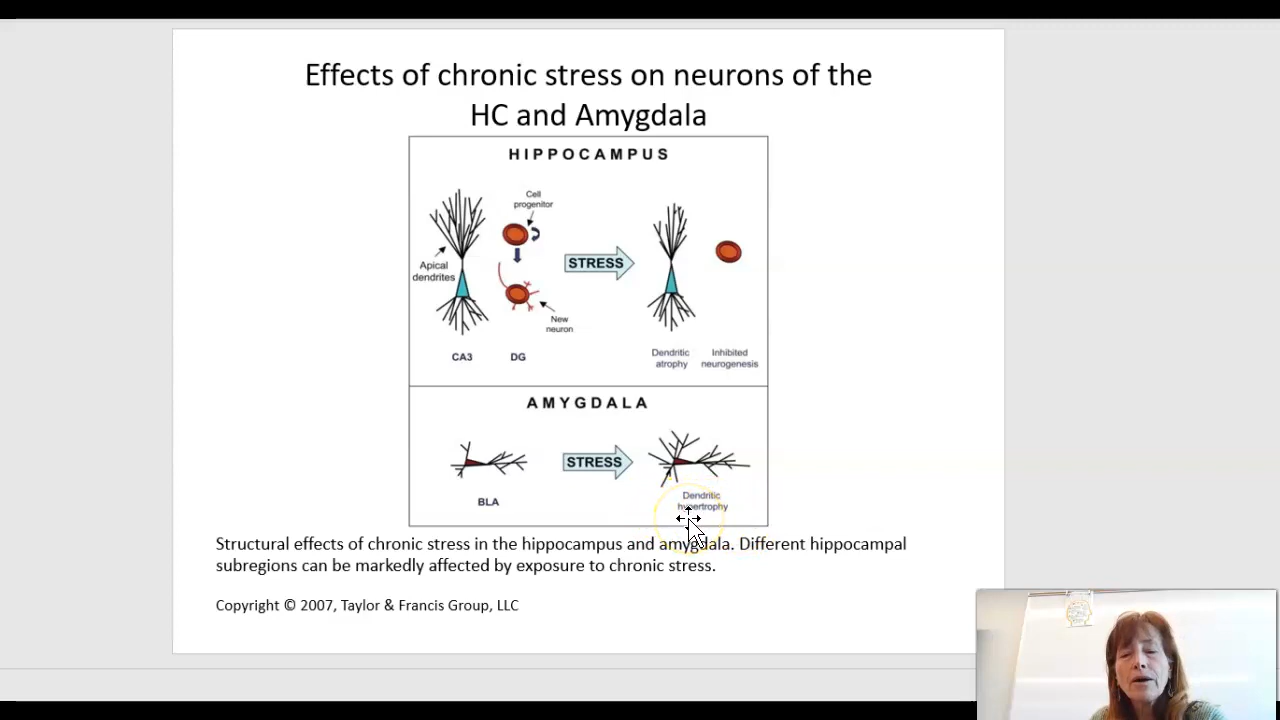 Effects of chronic stress on neurons of the
HC and Amygdala
HIPPOCAMPUS
Cell
progenitor
Apical
dendrites
STRESS
New
neuron
CA3
DG
Dendritic
atrophy
Inhibited
neurogenesis
AMYGDALA
STRESS
BLA
Dendritic
hypertrophy
Structural effects of chronic stress in the hippocampus and amygdala. Different hippocampal
subregions can be markedly affected by exposure to chronic stress.
Copyright © 2007, Taylor & Francis Group, LLC